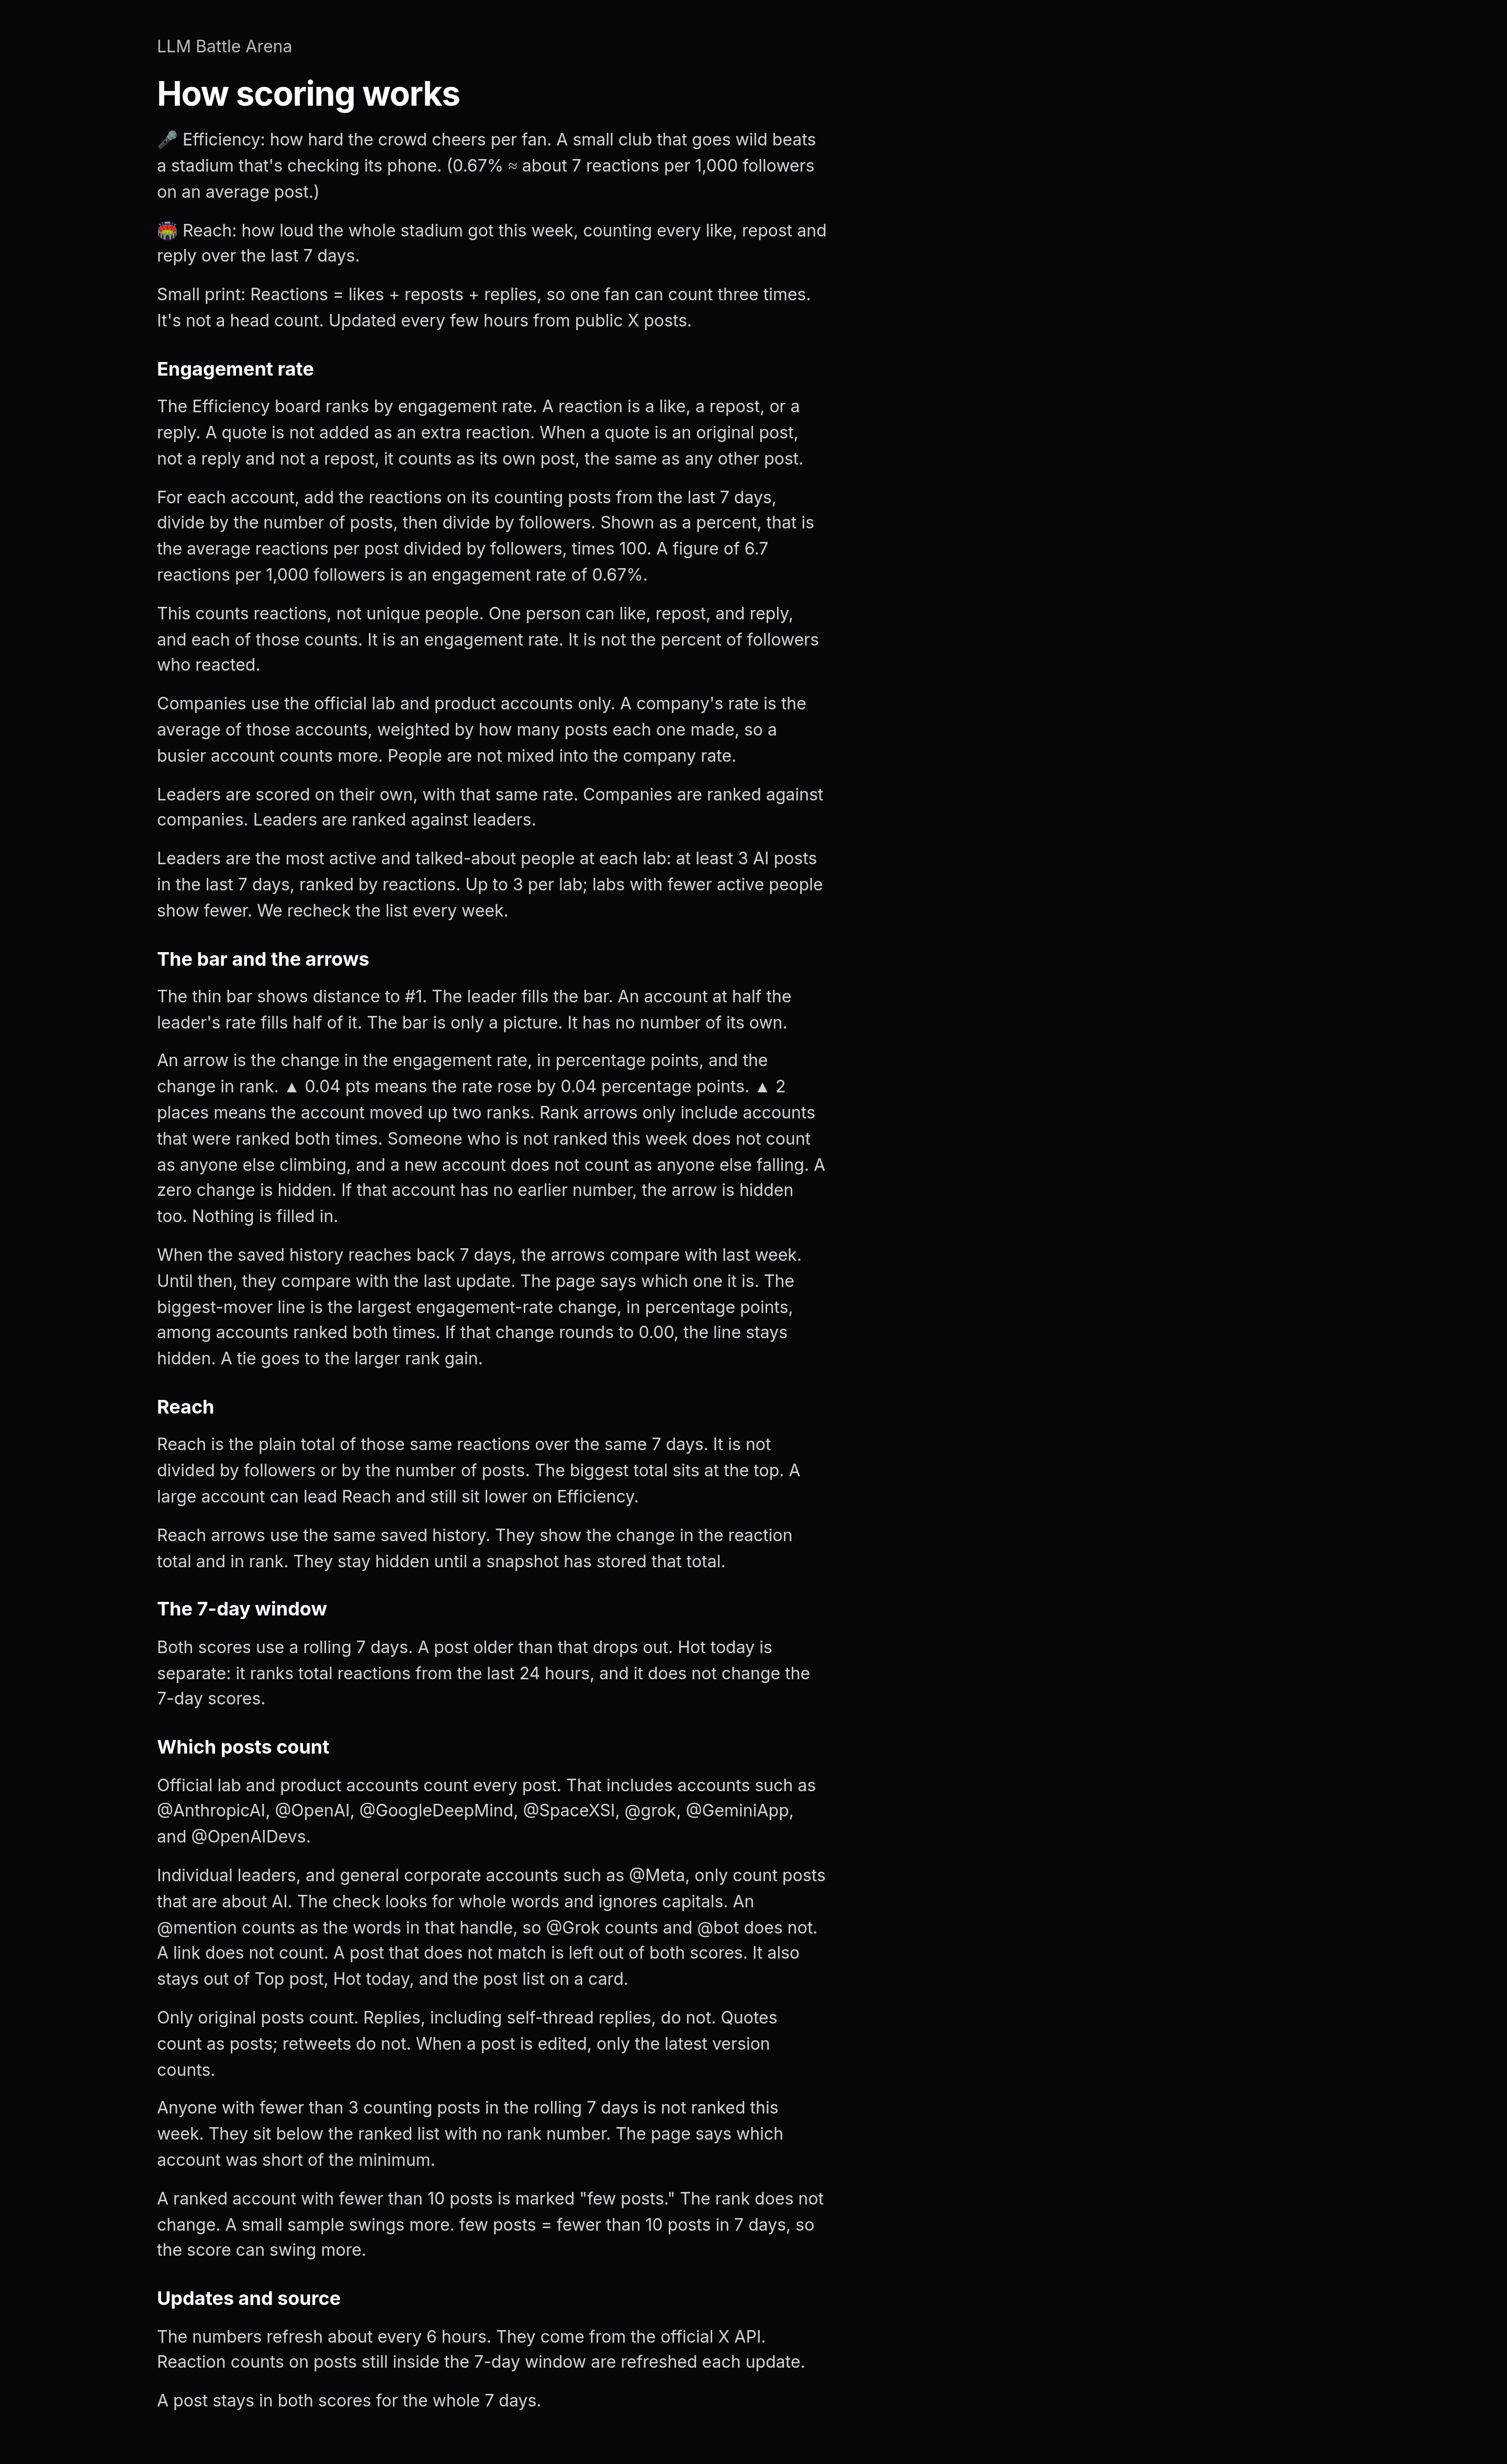 LLM Battle Arena
How scoring works
🎤 Efficiency: how hard the crowd cheers per fan. A small club that goes wild beats
a stadium that's checking its phone. (0.67% ≈ about 7 reactions per 1,000 followers
on an average post.)
🏟️ Reach: how loud the whole stadium got this week, counting every like, repost and
reply over the last 7 days.
Small print: Reactions = likes + reposts + replies, so one fan can count three times.
It's not a head count. Updated every few hours from public X posts.
Engagement rate
The Efficiency board ranks by engagement rate. A reaction is a like, a repost, or a
reply. A quote is not added as an extra reaction. When a quote is an original post,
not a reply and not a repost, it counts as its own post, the same as any other post.
For each account, add the reactions on its counting posts from the last 7 days,
divide by the number of posts, then divide by followers. Shown as a percent, that is
the average reactions per post divided by followers, times 100. A figure of 6.7
reactions per 1,000 followers is an engagement rate of 0.67%.
This counts reactions, not unique people. One person can like, repost, and reply,
and each of those counts. It is an engagement rate. It is not the percent of followers
who reacted.
Companies use the official lab and product accounts only. A company's rate is the
average of those accounts, weighted by how many posts each one made, so a
busier account counts more. People are not mixed into the company rate.
Leaders are scored on their own, with that same rate. Companies are ranked against
companies. Leaders are ranked against leaders.
Leaders are the most active and talked-about people at each lab: at least 3 AI posts
in the last 7 days, ranked by reactions. Up to 3 per lab; labs with fewer active people
show fewer. We recheck the list every week.
The bar and the arrows
The thin bar shows distance to #1. The leader fills the bar. An account at half the
leader's rate fills half of it. The bar is only a picture. It has no number of its own.
An arrow is the change in the engagement rate, in percentage points, and the
change in rank. ▲ 0.04 pts means the rate rose by 0.04 percentage points. ▲ 2
places means the account moved up two ranks. Rank arrows only include accounts
that were ranked both times. Someone who is not ranked this week does not count
as anyone else climbing, and a new account does not count as anyone else falling. A
zero change is hidden. If that account has no earlier number, the arrow is hidden
too. Nothing is filled in.
When the saved history reaches back 7 days, the arrows compare with last week.
Until then, they compare with the last update. The page says which one it is. The
biggest-mover line is the largest engagement-rate change, in percentage points,
among accounts ranked both times. If that change rounds to 0.00, the line stays
hidden. A tie goes to the larger rank gain.
Reach
Reach is the plain total of those same reactions over the same 7 days. It is not
divided by followers or by the number of posts. The biggest total sits at the top. A
large account can lead Reach and still sit lower on Efficiency.
Reach arrows use the same saved history. They show the change in the reaction
total and in rank. They stay hidden until a snapshot has stored that total.
The 7-day window
Both scores use a rolling 7 days. A post older than that drops out. Hot today is
separate: it ranks total reactions from the last 24 hours, and it does not change the
7-day scores.
Which posts count
Official lab and product accounts count every post. That includes accounts such as
@AnthropicAI, @OpenAI, @GoogleDeepMind, @SpaceXSI, @grok, @GeminiApp,
and @OpenAIDevs.
Individual leaders, and general corporate accounts such as @Meta, only count posts
that are about AI. The check looks for whole words and ignores capitals. An
@mention counts as the words in that handle, so @Grok counts and @bot does not.
A link does not count. A post that does not match is left out of both scores. It also
stays out of Top post, Hot today, and the post list on a card.
Only original posts count. Replies, including self-thread replies, do not. Quotes
count as posts; retweets do not. When a post is edited, only the latest version
counts.
Anyone with fewer than 3 counting posts in the rolling 7 days is not ranked this
week. They sit below the ranked list with no rank number. The page says which
account was short of the minimum.
A ranked account with fewer than 10 posts is marked "few posts." The rank does not
change. A small sample swings more. few posts = fewer than 10 posts in 7 days, so
the score can swing more.
Updates and source
The numbers refresh about every 6 hours. They come from the official X API.
Reaction counts on posts still inside the 7-day window are refreshed each update.
A post stays in both scores for the whole 7 days.